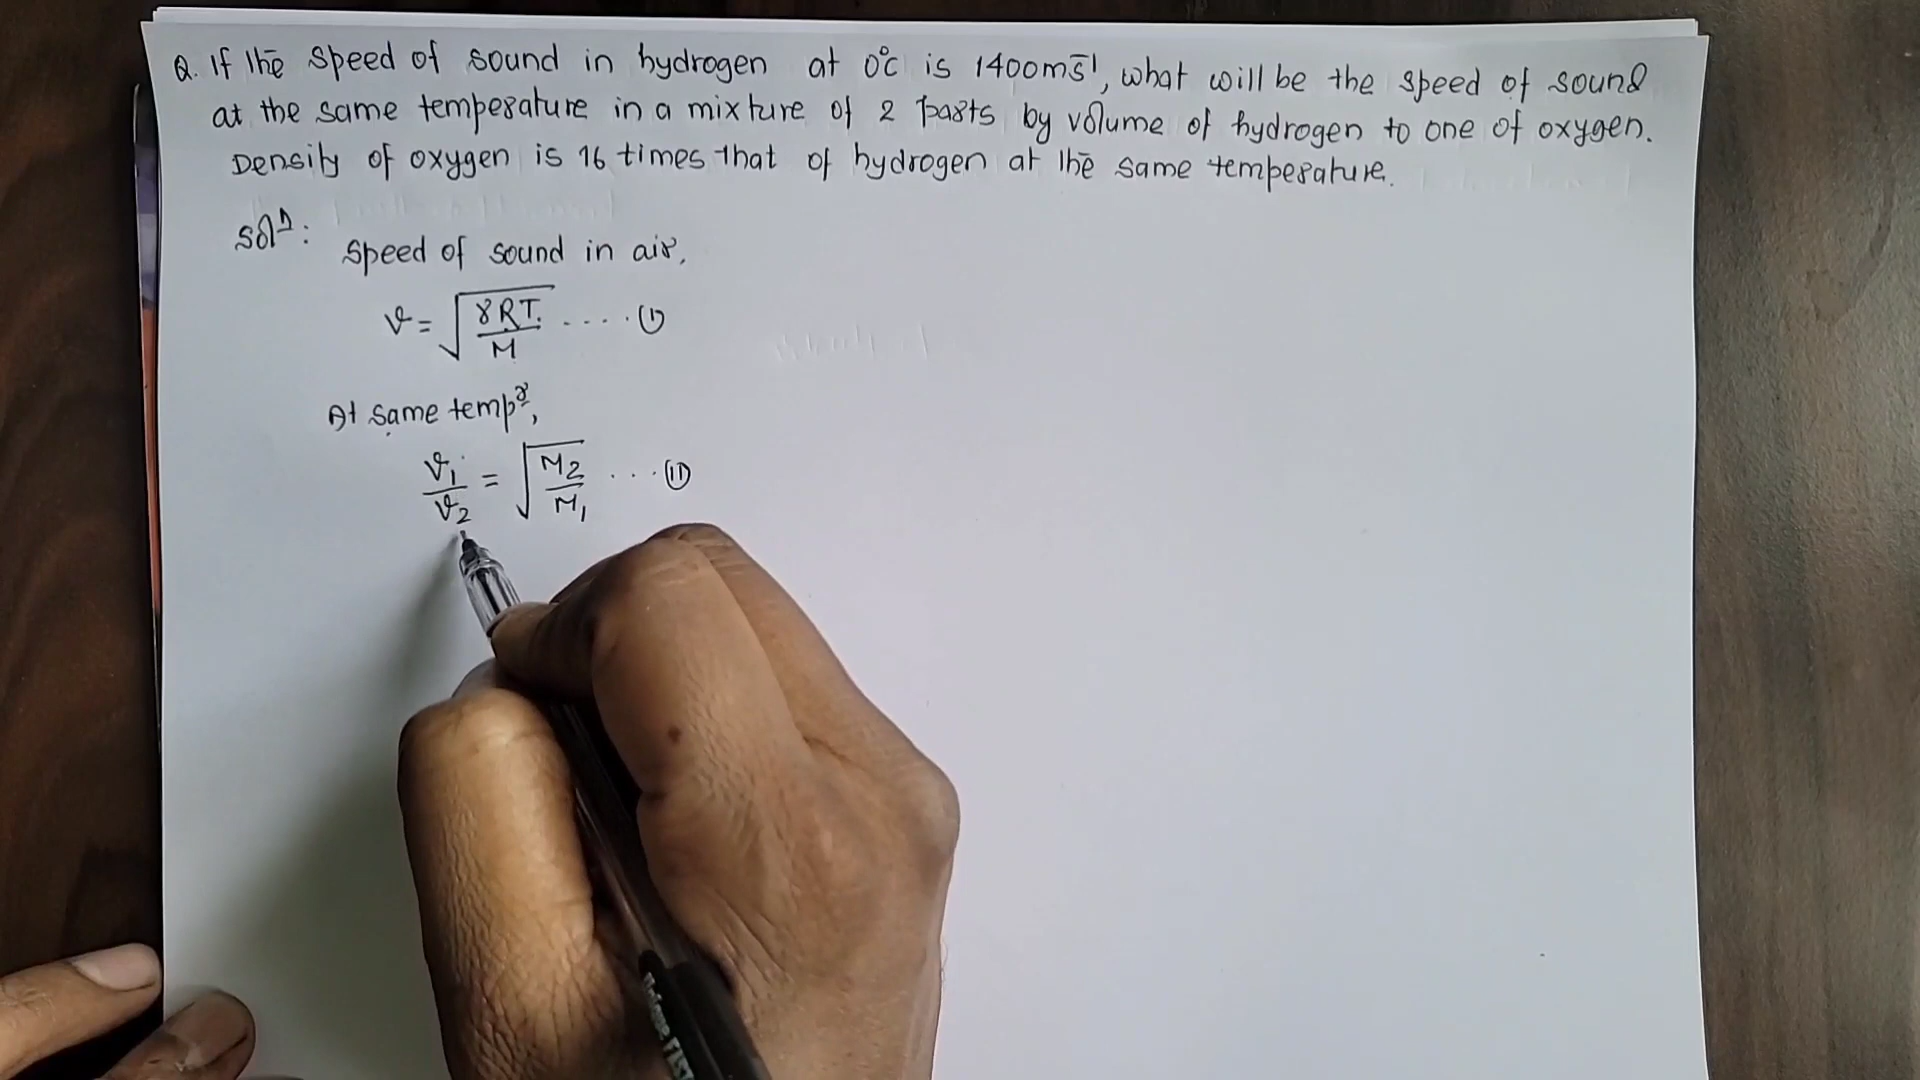 Q. If the speed of sound in hydrogen at 0°C is 1400ms⁻¹, what will be the speed of sound
at the same temperature in a mixture of 2 parts by volume of hydrogen to one of oxygen.
Density of oxygen is 16 times that of hydrogen at the same temperature.
Solⁿ:
Speed of sound in air,
v = √(γRT/M) ..... (i)
At same tempʳ,
v₁/v₂ = √(M₂/M₁) ... (ii)